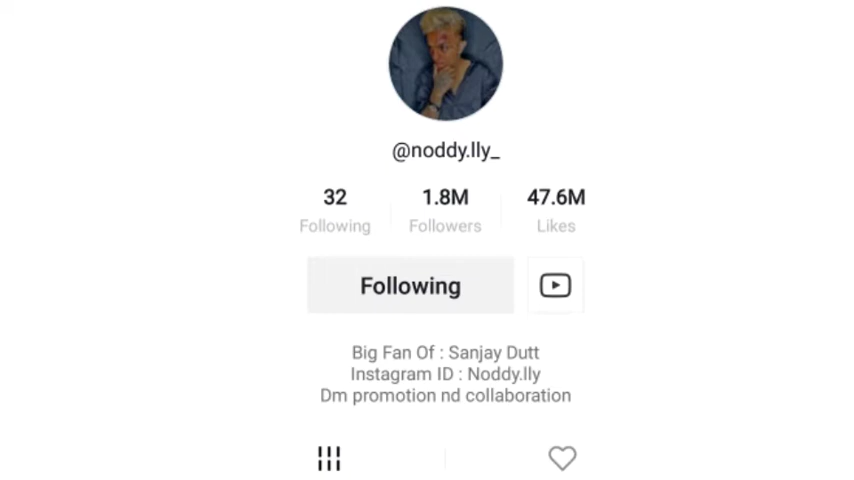 @noddy.lly_
32 1.8M 47.6M
Following Followers Likes
Following
Big Fan Of : Sanjay Dutt
Instagram ID : Noddy.lly
Dm promotion nd collaboration